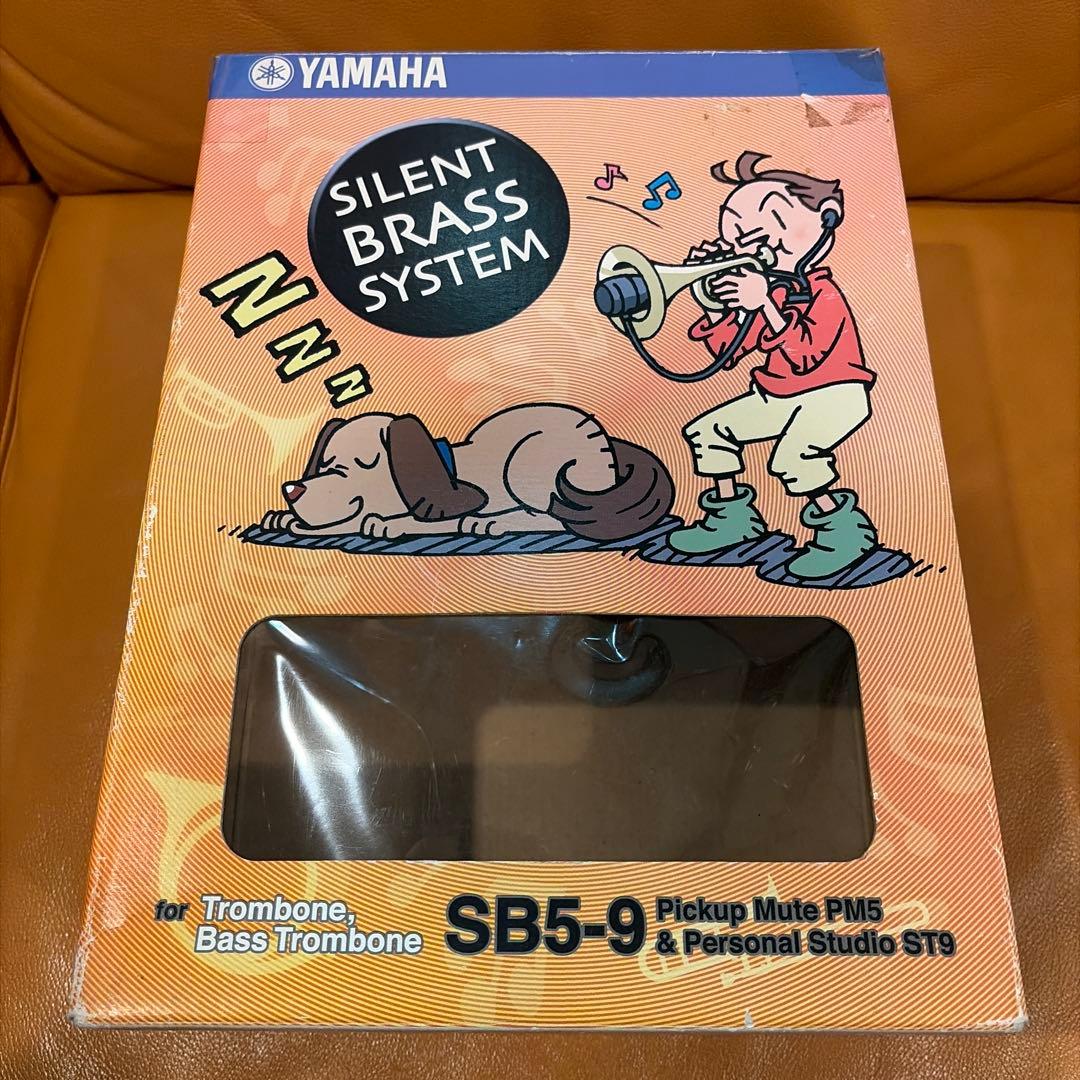 YAMAHA
SILENT
BRASS
SYSTEM
Z
Z
Z
for Trombone,
Bass Trombone
SB5-9
Pickup Mute PM5
& Personal Studio ST9